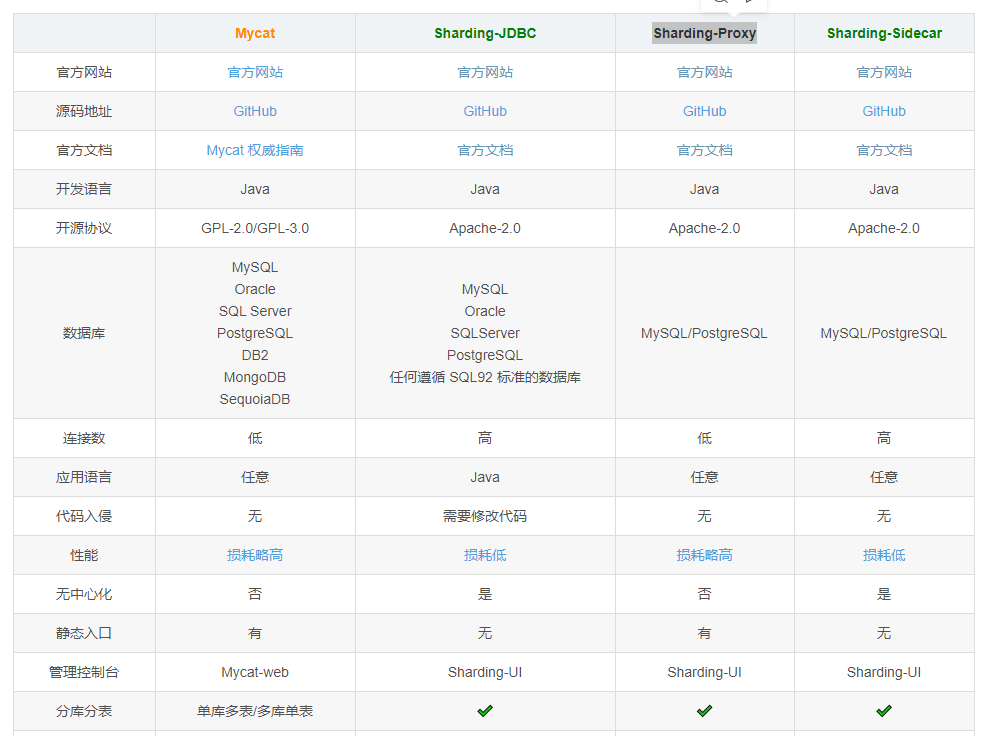 Mycat Sharding-JDBC Sharding-Proxy Sharding-Sidecar
官方网站 官方网站 官方网站 官方网站 官方网站
源码地址 GitHub GitHub GitHub GitHub
官方文档 Mycat 权威指南 官方文档 官方文档 官方文档
开发语言 Java Java Java Java
开源协议 GPL-2.0/GPL-3.0 Apache-2.0 Apache-2.0 Apache-2.0
数据库
MySQL
Oracle
SQL Server
PostgreSQL
DB2
MongoDB
SequoiaDB
MySQL
Oracle
SQLServer
PostgreSQL
任何遵循 SQL92 标准的数据库
MySQL/PostgreSQL
MySQL/PostgreSQL
连接数 低 高 低 高
应用语言 任意 Java 任意 任意
代码入侵 无 需要修改代码 无 无
性能 损耗略高 损耗低 损耗略高 损耗低
无中心化 否 是 否 是
静态入口 有 无 有 无
管理控制台 Mycat-web Sharding-UI Sharding-UI Sharding-UI
分库分表 单库多表/多库单表